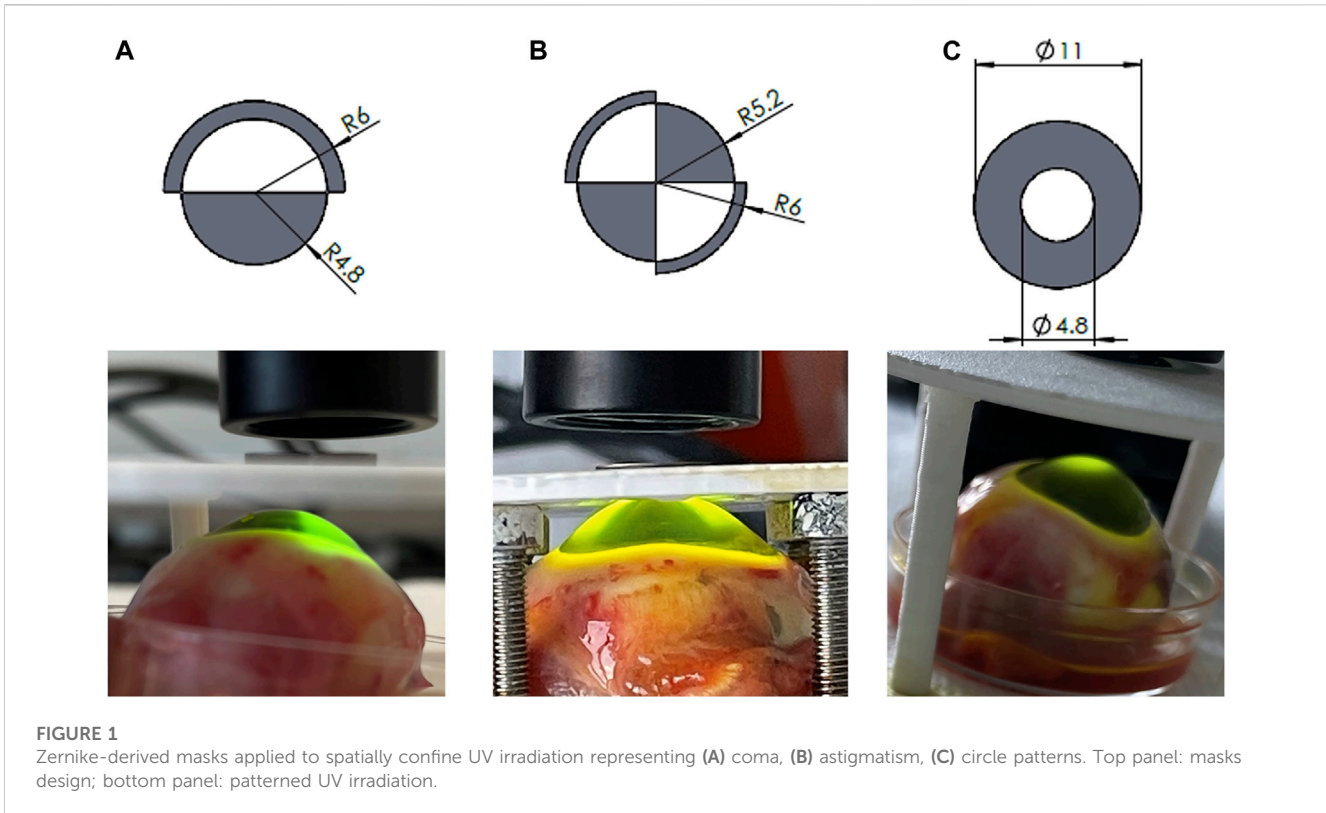 A
B
C
R6
R4.8
R5.2
R6
Ø11
Ø4.8
FIGURE 1
Zernike-derived masks applied to spatially confine UV irradiation representing (A) coma, (B) astigmatism, (C) circle patterns. Top panel: masks
design; bottom panel: patterned UV irradiation.